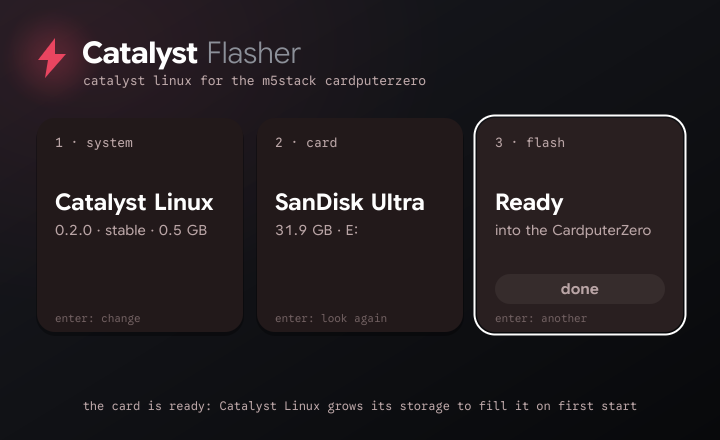 Catalyst Flasher
catalyst linux for the m5stack cardputerzero
1 · system
Catalyst Linux
0.2.0 · stable · 0.5 GB
enter: change
2 · card
SanDisk Ultra
31.9 GB · E:
enter: look again
3 · flash
Ready
into the CardputerZero
done
enter: another
the card is ready: Catalyst Linux grows its storage to fill it on first start